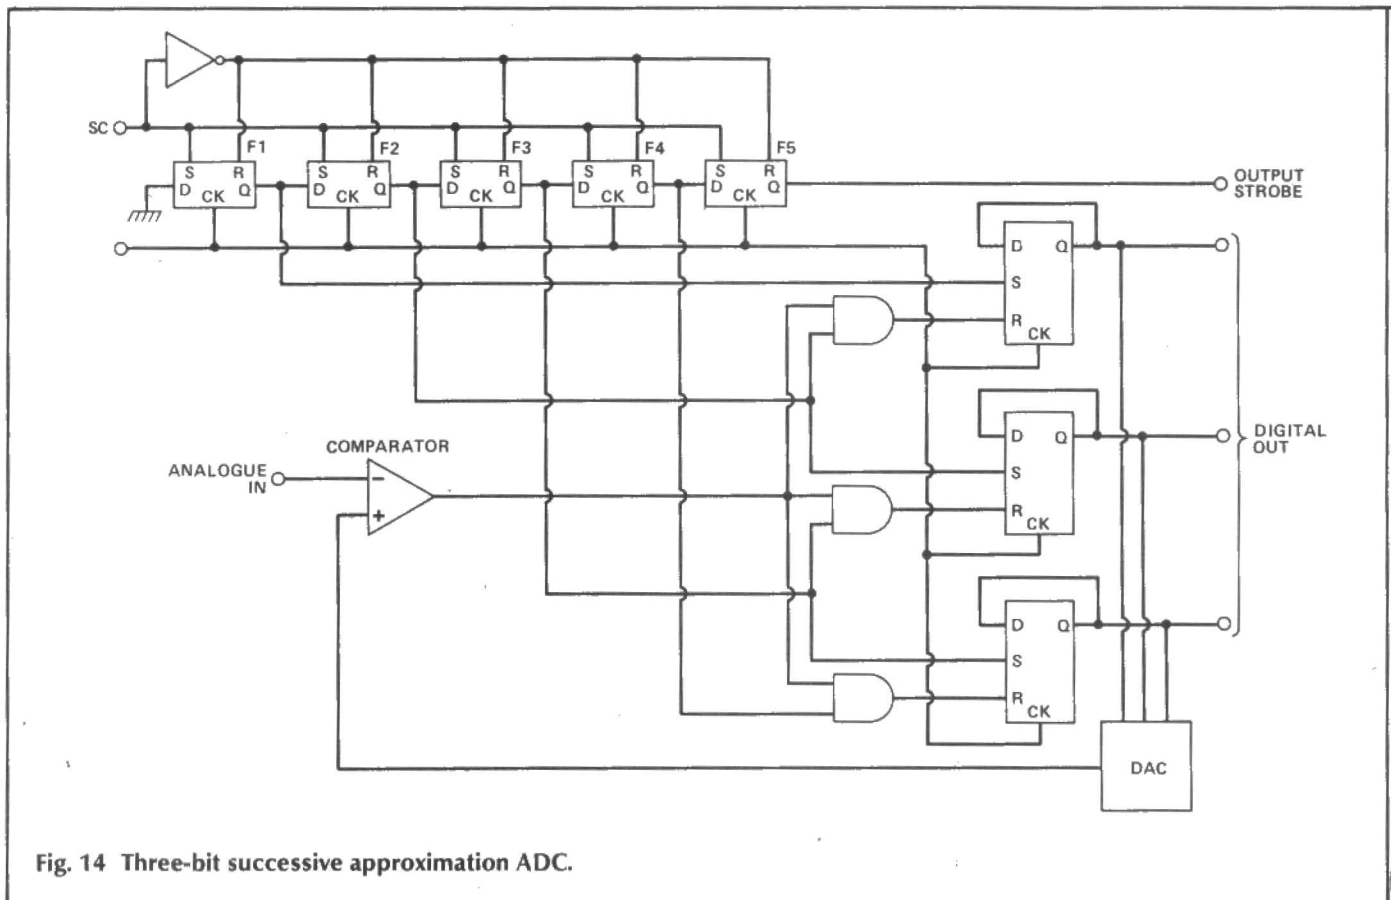 SC
F1
F2
F3
F4
F5
S R
D Q
CK
S R
D Q
CK
S R
D Q
CK
S R
D Q
CK
S R
D Q
CK
OUTPUT
STROBE
D Q
S
R
CK
COMPARATOR
ANALOGUE
IN
−
+
D Q
S
R
CK
DIGITAL
OUT
D Q
S
R
CK
DAC
Fig. 14 Three-bit successive approximation ADC.